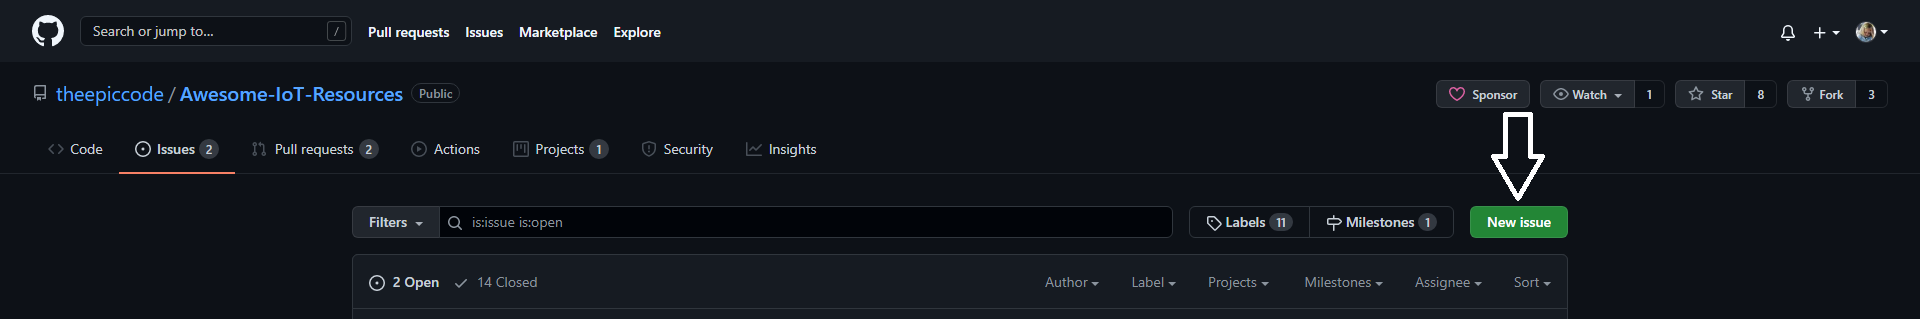 Search or jump to... / Pull requests Issues Marketplace Explore
theepiccode / Awesome-IoT-Resources Public Sponsor Watch 1 Star 8 Fork 3
Code Issues 2 Pull requests 2 Actions Projects 1 Security Insights
Filters is:issue is:open Labels 11 Milestones 1 New issue
2 Open 14 Closed Author Label Projects Milestones Assignee Sort